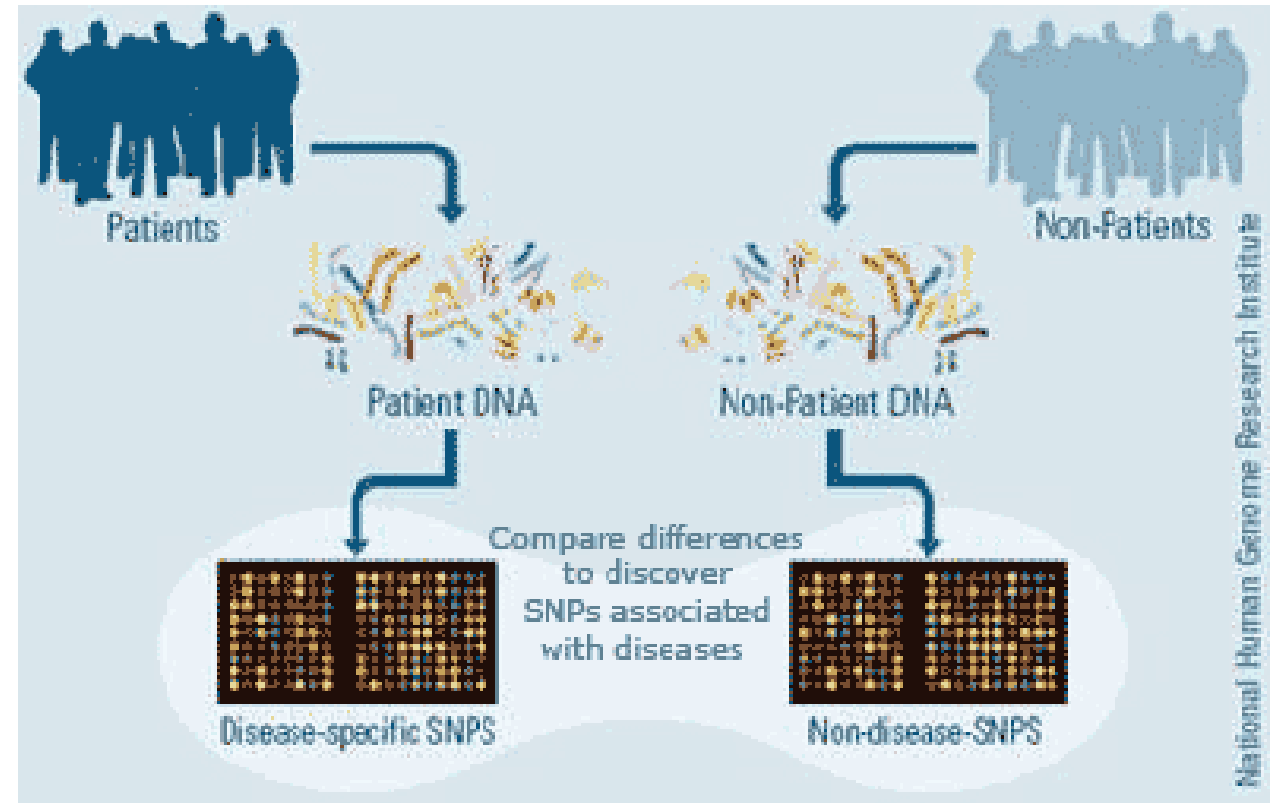 Patients
Non-Patients
Patient DNA
Non-Patient DNA
Compare differences
to discover
SNPs associated
with diseases
Disease-specific SNPS
Non-disease-SNPS
National Human Genome Research Institute